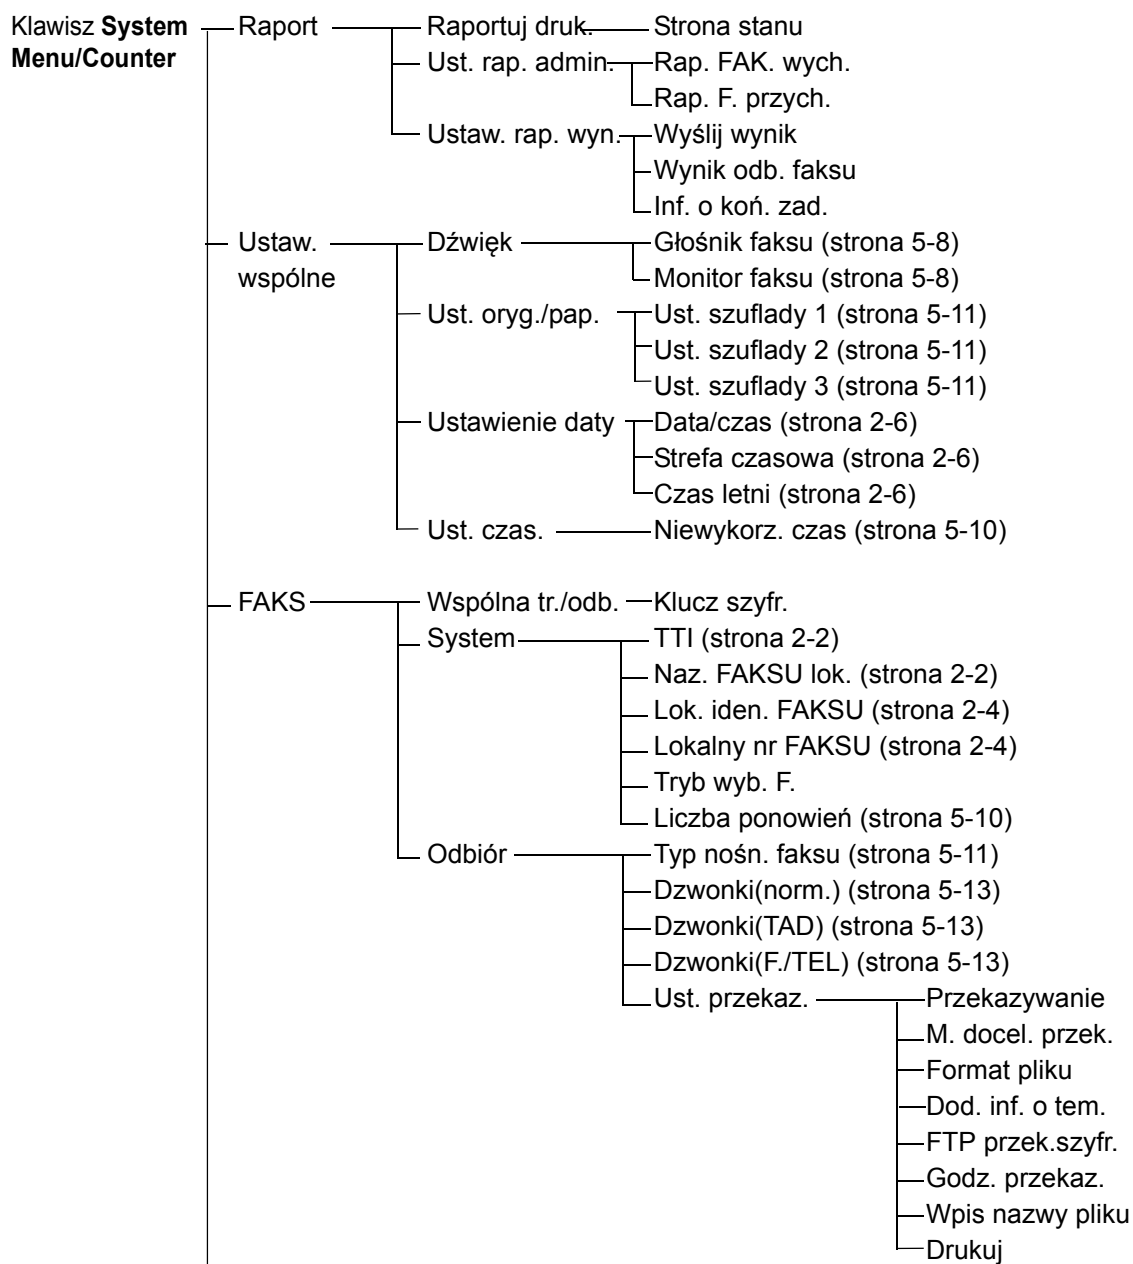 Klawisz System Menu/Counter
Raport
Raportuj druk.
Strona stanu
Ust. rap. admin.
Rap. FAK. wych.
Rap. F. przych.
Ustaw. rap. wyn.
Wyślij wynik
Wynik odb. faksu
Inf. o koń. zad.
Ustaw. wspólne
Dźwięk
Głośnik faksu (strona 5-8)
Monitor faksu (strona 5-8)
Ust. oryg./pap.
Ust. szuflady 1 (strona 5-11)
Ust. szuflady 2 (strona 5-11)
Ust. szuflady 3 (strona 5-11)
Ustawienie daty
Data/czas (strona 2-6)
Strefa czasowa (strona 2-6)
Czas letni (strona 2-6)
Ust. czas.
Niewykorz. czas (strona 5-10)
FAKS
Wspólna tr./odb.
Klucz szyfr.
System
TTI (strona 2-2)
Naz. FAKSU lok. (strona 2-2)
Lok. iden. FAKSU (strona 2-4)
Lokalny nr FAKSU (strona 2-4)
Tryb wyb. F.
Liczba ponowień (strona 5-10)
Odbiór
Typ nośn. faksu (strona 5-11)
Dzwonki(norm.) (strona 5-13)
Dzwonki(TAD) (strona 5-13)
Dzwonki(F./TEL) (strona 5-13)
Ust. przekaz.
Przekazywanie
M. docel. przek.
Format pliku
Dod. inf. o tem.
FTP przek.szyfr.
Godz. przekaz.
Wpis nazwy pliku
Drukuj